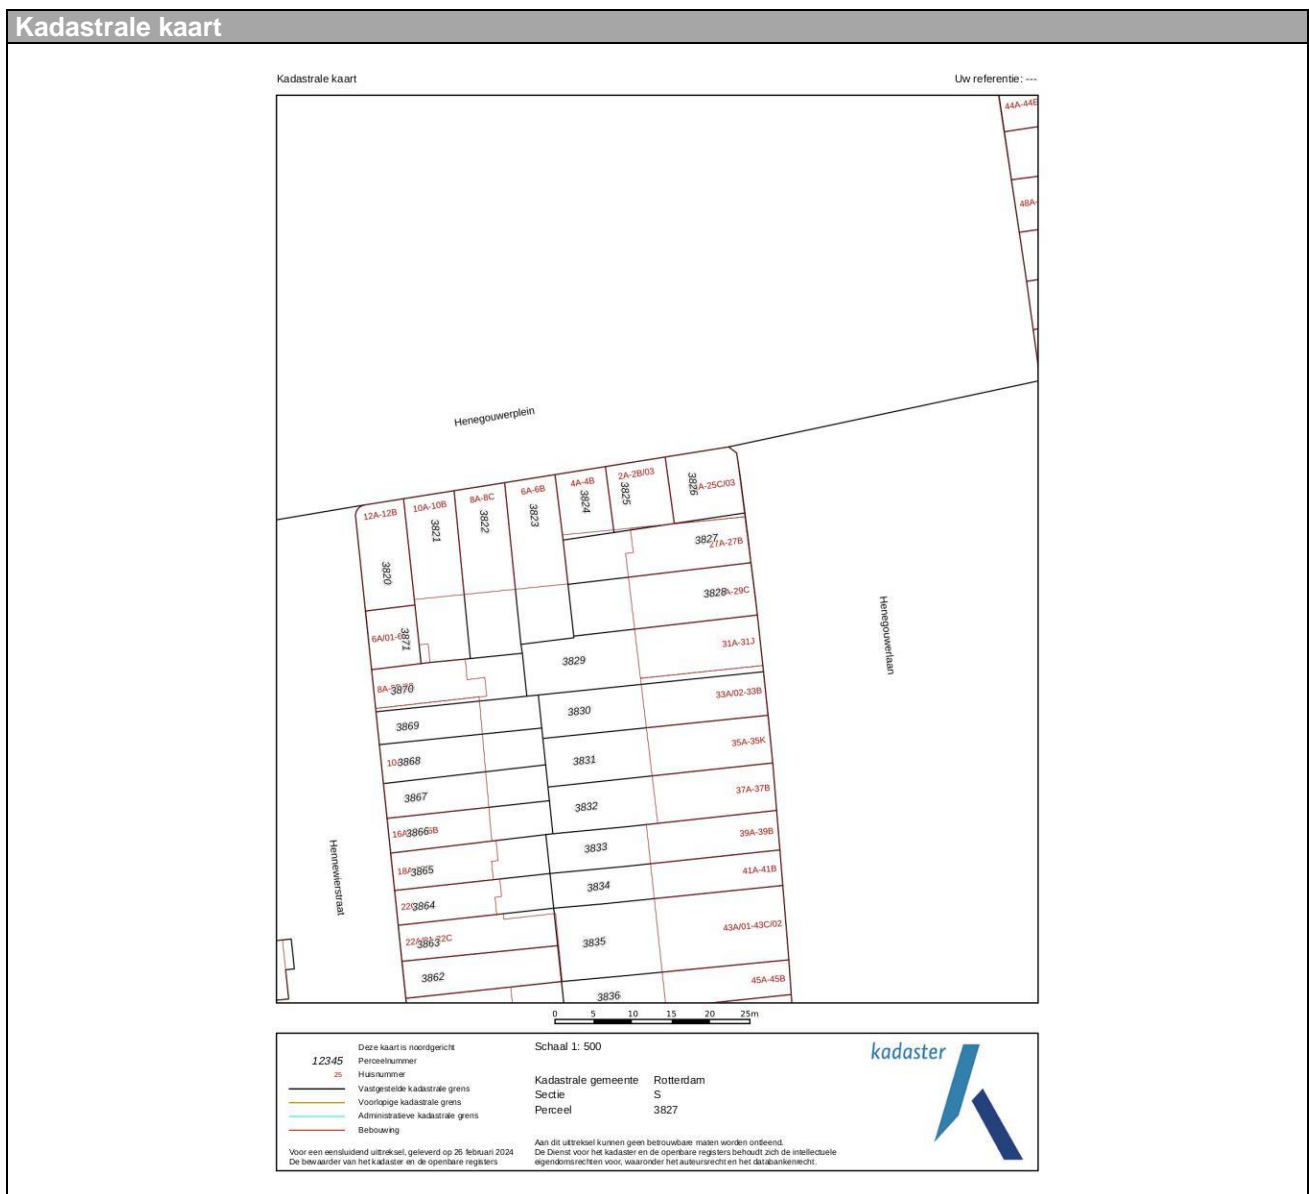 Kadastrale kaart
Kadastrale kaart
Uw referentie: ---
44A-44E
48A-
Henegouwerplein
12A-12B
10A-10B
8A-8C
6A-6B
4A-4B
2A-2B/03
A-25C/03
3820
3821
3822
3823
3824
3825
3826
3827
27A-27B
3828
-29C
6A/01-6
3871
3829
31A-31J
8A-
3870
3830
33A/02-33B
3869
3831
35A-35K
10
3868
3867
3832
37A-37B
16A
3866
6B
3833
39A-39B
18A
3865
3834
41A-41B
22
3864
22A/
22C
3863
3835
43A/01-43C/02
3862
3836
45A-45B
Henegouwerlaan
Hennewierstraat
0 5 10 15 20 25m
Deze kaart is noordgericht
12345 Perceelnummer
25 Huisnummer
Vastgestelde kadastrale grens
Voorlopige kadastrale grens
Administratieve kadastrale grens
Bebouwing
Voor een eensluidend uittreksel, geleverd op 26 februari 2024
De bewaarder van het kadaster en de openbare registers
Schaal 1: 500
Kadastrale gemeente Rotterdam
Sectie S
Perceel 3827
Aan dit uittreksel kunnen geen betrouwbare maten worden ontleend.
De Dienst voor het kadaster en de openbare registers behoudt zich de intellectuele
eigendomsrechten voor, waaronder het auteursrecht en het databankenrecht.
kadaster